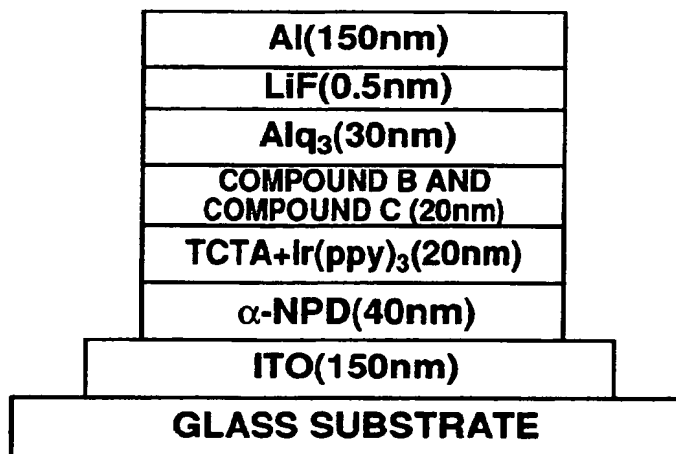 Al(150nm)
LiF(0.5nm)
Alq₃(30nm)
COMPOUND B AND
COMPOUND C (20nm)
TCTA+Ir(ppy)₃(20nm)
α-NPD(40nm)
ITO(150nm)
GLASS SUBSTRATE